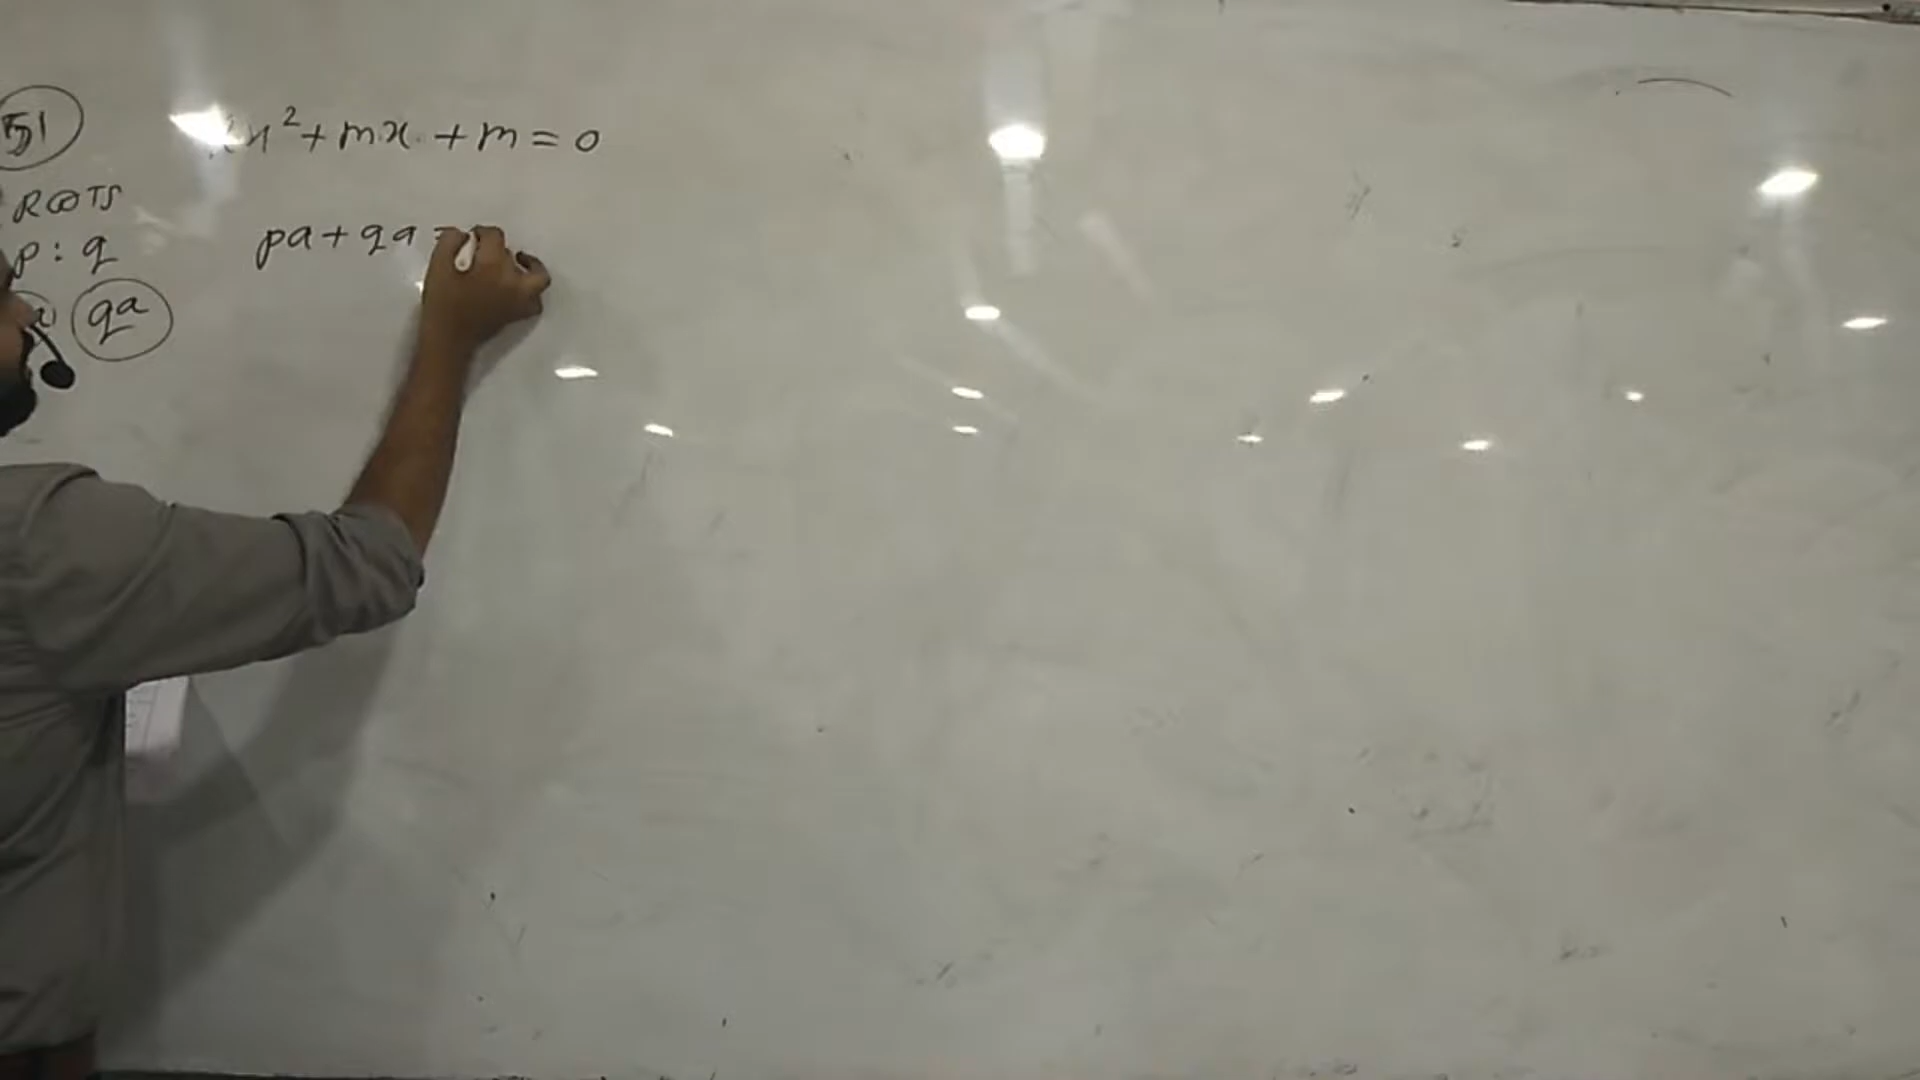 51
x² + mx + m = 0
ROOTS
p : q
pa + qa =
qa